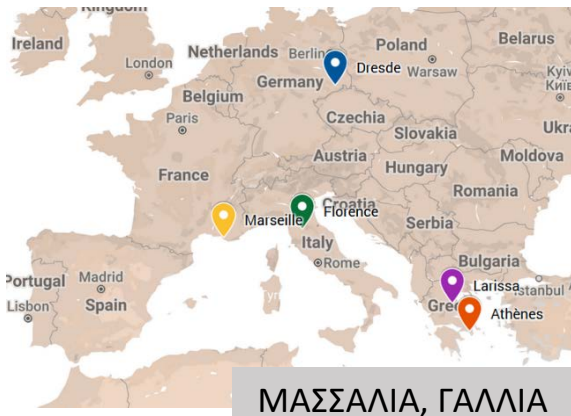 Kingdom
Ireland
London
Netherlands
Berlin
Poland
Belarus
Dresde
Warsaw
Germany
Belgium
Kyiv
Київ
Paris
Czechia
Slovakia
Ukra
Austria
Moldova
France
Hungary
Romania
Croatia
Marseille
Florence
Serbia
Italy
Bulgaria
Rome
Portugal
Madrid
Spain
Lisbon
Tyrr
Larissa
Istanbul
Greec
Athènes
ΜΑΣΣΑΛΙΑ, ΓΑΛΛΙΑ